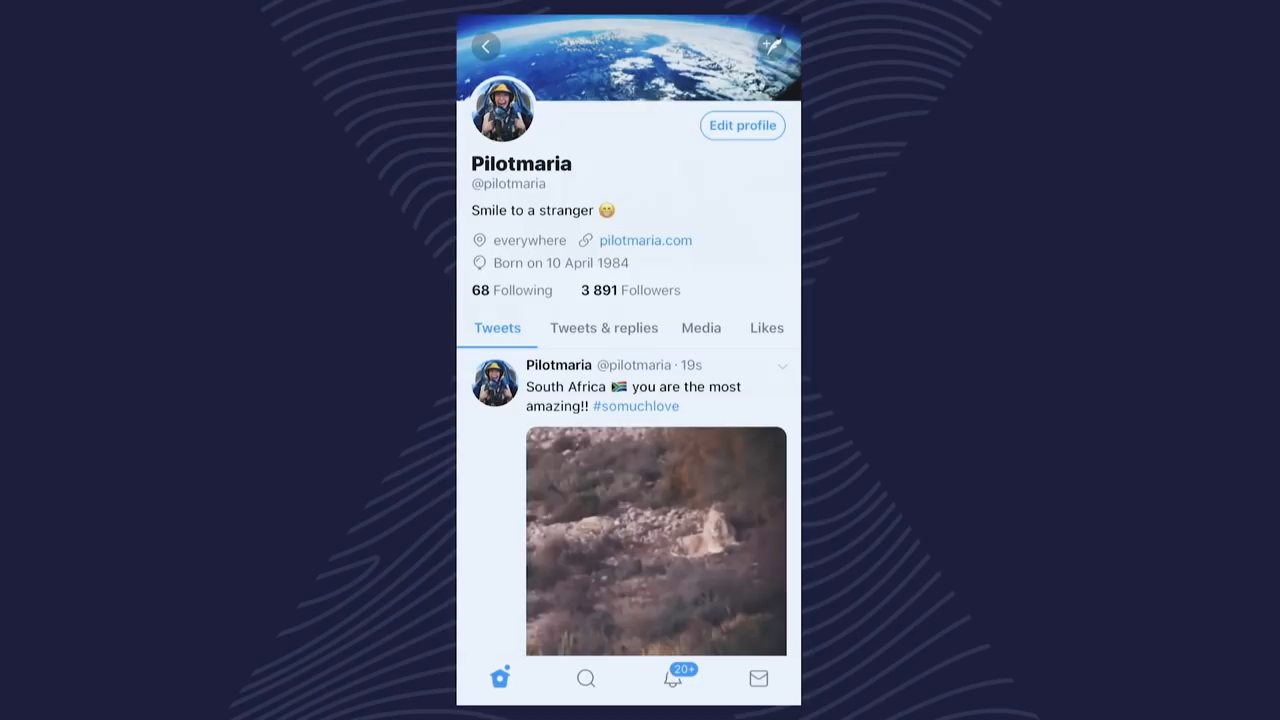 Edit profile
Pilotmaria
@pilotmaria
Smile to a stranger 😁
everywhere pilotmaria.com
Born on 10 April 1984
68 Following 3 891 Followers
Tweets Tweets & replies Media Likes
Pilotmaria @pilotmaria · 19s
South Africa 🇿🇦 you are the most
amazing!! #somuchlove
20+